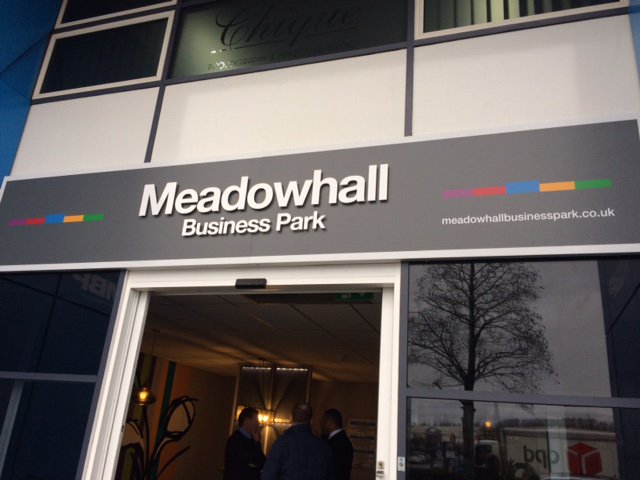 Chique
Meadowhall
Business Park
meadowhallbusinesspark.co.uk
dpd